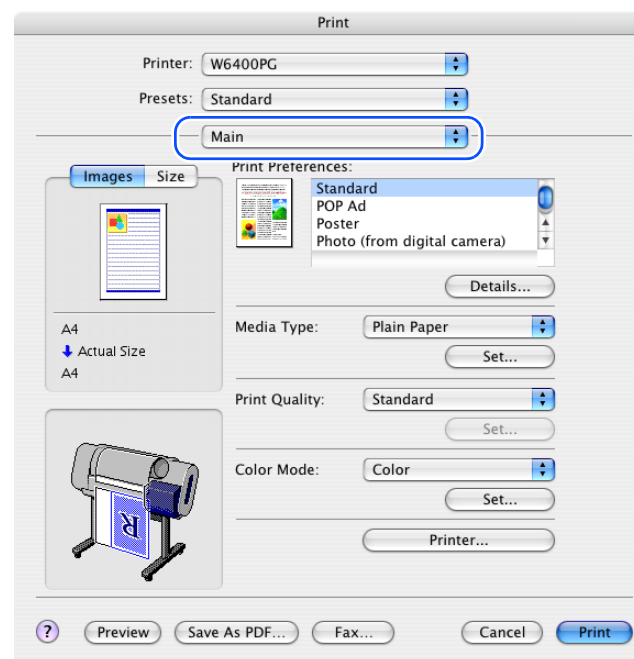 Print
Printer: W6400PG
Presets: Standard
Main
Images Size
Print Preferences:
Standard
POP Ad
Poster
Photo (from digital camera)
Details...
A4
Actual Size
A4
Media Type: Plain Paper
Set...
Print Quality: Standard
Set...
Color Mode: Color
Set...
Printer...
R
? Preview Save As PDF... Fax... Cancel Print